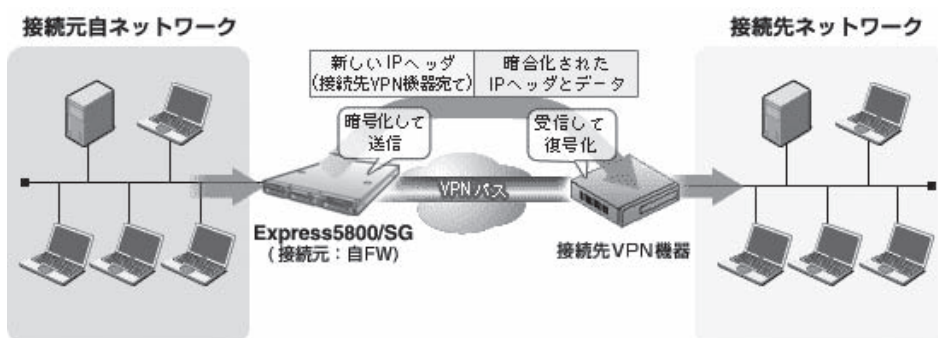 接続元自ネットワーク
接続先ネットワーク
新しいIPヘッダ
(接続先VPN機器宛て)
暗合化された
IPヘッダとデータ
暗号化して
送信
受信して
復号化
VPNパス
Express5800/SG
(接続元:自FW)
接続先VPN機器